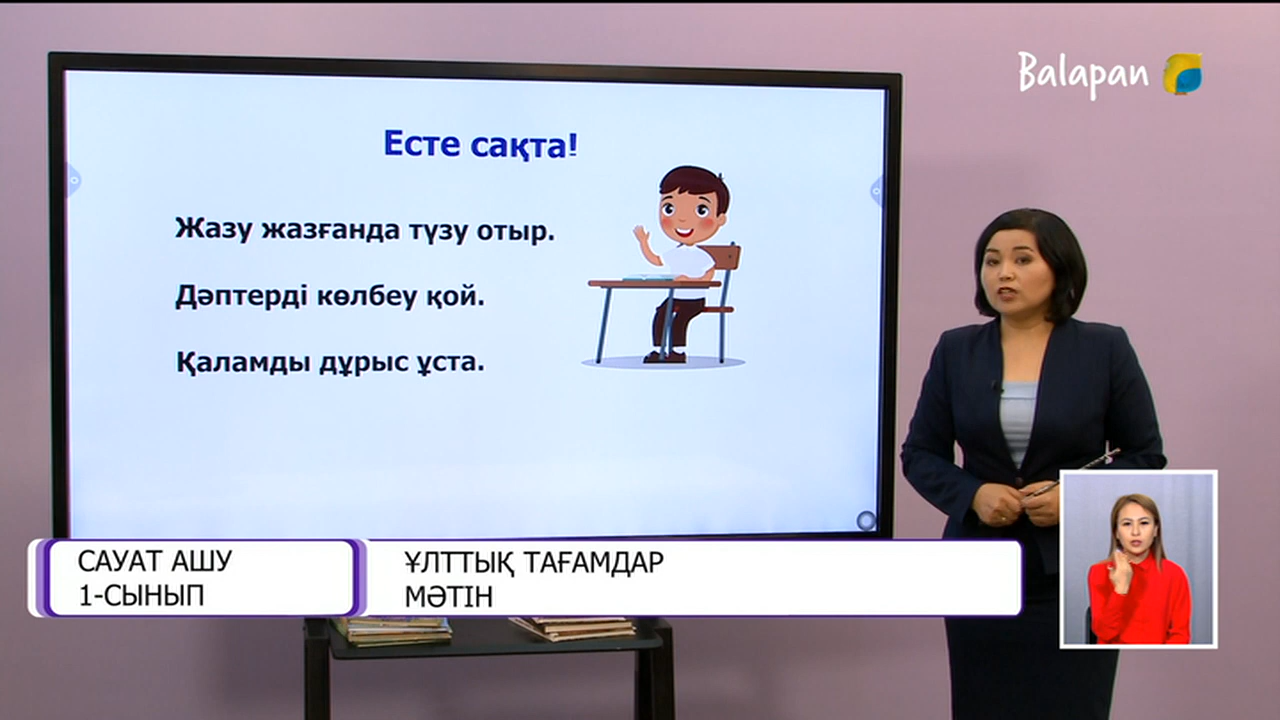 Balapan
Есте сақта!
Жазу жазғанда түзу отыр.
Дәптерді көлбеу қой.
Қаламды дұрыс ұста.
САУАТ АШУ
1-СЫНЫП
ҰЛТТЫҚ ТАҒАМДАР
МӘТІН